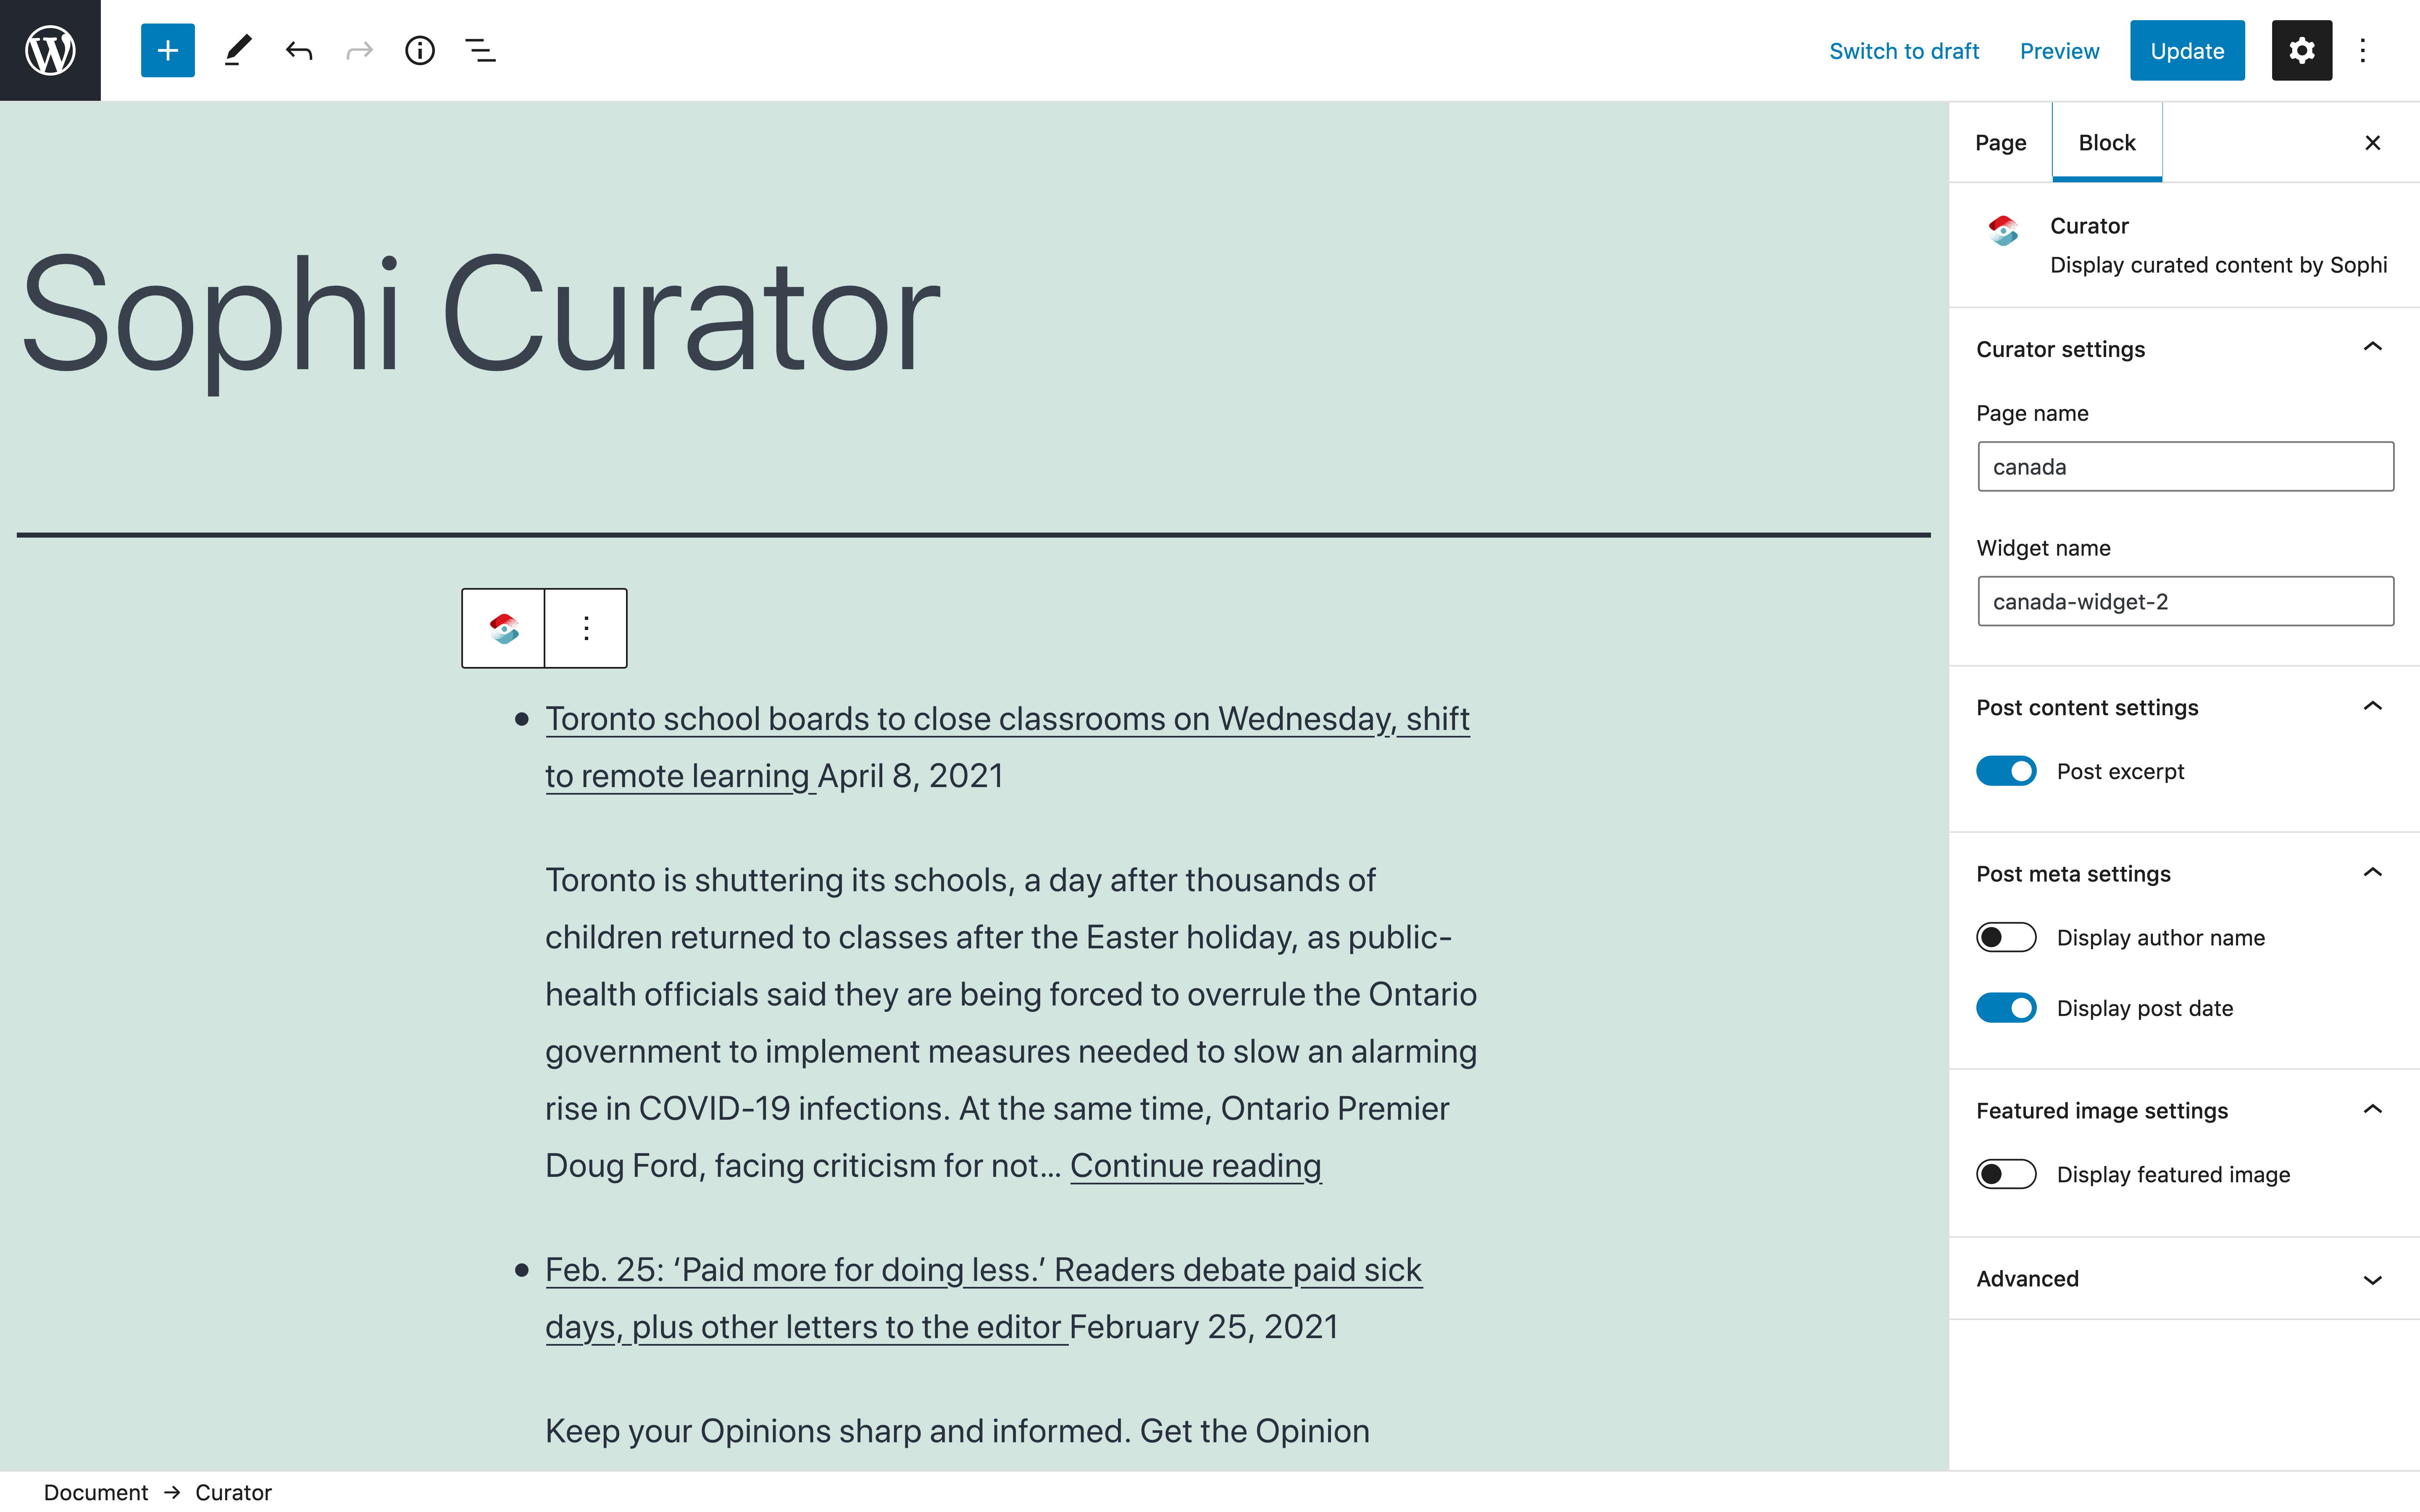 Switch to draft Preview Update
Page Block
Curator
Display curated content by Sophi
Curator settings
Page name
canada
Widget name
canada-widget-2
Post content settings
Post excerpt
Post meta settings
Display author name
Display post date
Featured image settings
Display featured image
Advanced
Sophi Curator
Toronto school boards to close classrooms on Wednesday, shift
to remote learning April 8, 2021
Toronto is shuttering its schools, a day after thousands of
children returned to classes after the Easter holiday, as public-
health officials said they are being forced to overrule the Ontario
government to implement measures needed to slow an alarming
rise in COVID-19 infections. At the same time, Ontario Premier
Doug Ford, facing criticism for not… Continue reading
Feb. 25: ‘Paid more for doing less.’ Readers debate paid sick
days, plus other letters to the editor February 25, 2021
Keep your Opinions sharp and informed. Get the Opinion
Document → Curator